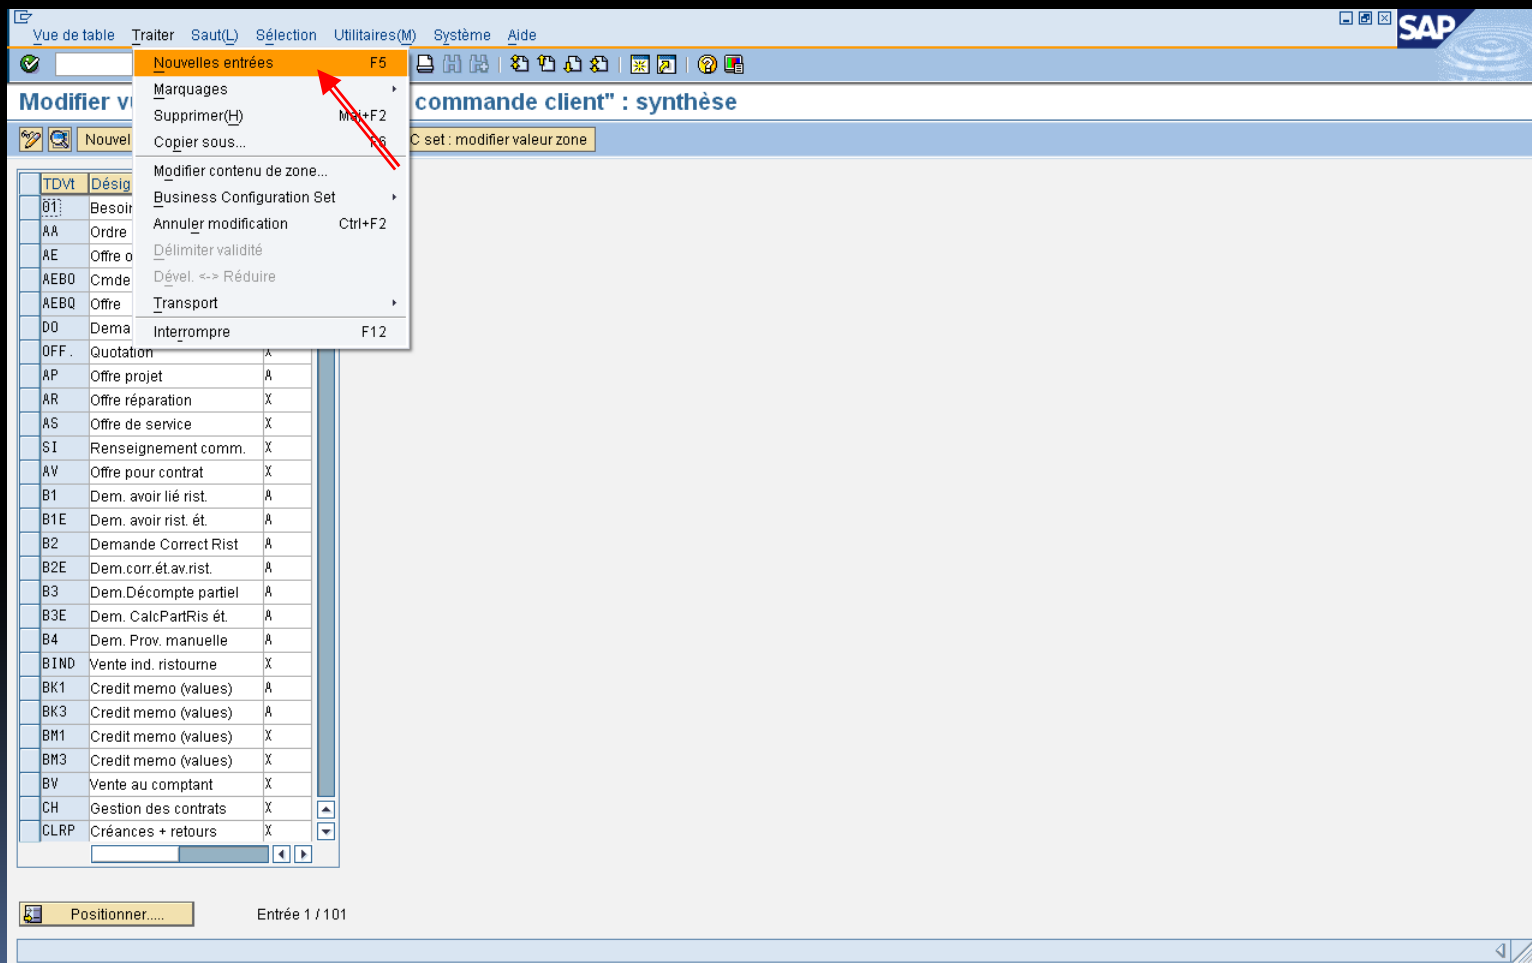 Vue de table Traiter Saut(L) Sélection Utilitaires(M) Système Aide
SAP
Nouvelles entrées F5
Marquages
Supprimer(H) Maj+F2
Copier sous... F6
Modifier contenu de zone...
Business Configuration Set
Annuler modification Ctrl+F2
Délimiter validité
Dével. <-> Réduire
Transport
Interrompre F12
Modifier commande client" : synthèse
Nouvel C set : modifier valeur zone
TDVt Désig
01 Besoin
AA Ordre
AE Offre
AEBO Cmde
AEBQ Offre
DO Dema
OFF. Quotation X
AP Offre projet A
AR Offre réparation X
AS Offre de service X
SI Renseignement comm. X
AV Offre pour contrat X
B1 Dem. avoir lié rist. A
B1E Dem. avoir rist. ét. A
B2 Demande Correct Rist A
B2E Dem.corr.ét.av.rist. A
B3 Dem.Décompte partiel A
B3E Dem. CalcPartRis ét. A
B4 Dem. Prov. manuelle A
BIND Vente ind. ristourne X
BK1 Credit memo (values) A
BK3 Credit memo (values) A
BM1 Credit memo (values) X
BM3 Credit memo (values) X
BV Vente au comptant X
CH Gestion des contrats X
CLRP Créances + retours X
Positionner..... Entrée 1 / 101